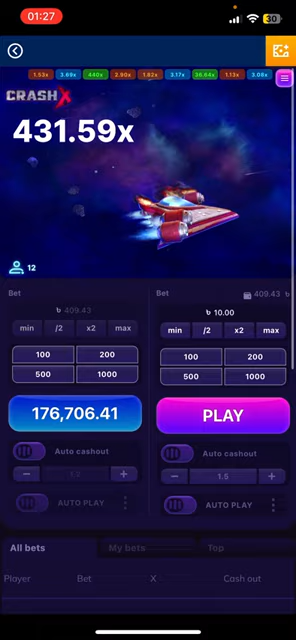 01:27
30
1.53x 3.69x 440x 2.90x 1.82x 3.17x 36.64x 1.13x 3.08x
CRASH X
431.59x
12
Bet
৳ 409.43
min /2 x2 max
100 200
500 1000
176,706.41
Auto cashout
− +
AUTO PLAY
Bet 409.43 ৳
৳ 10.00
min /2 x2 max
100 200
500 1000
PLAY
Auto cashout
− 1.5 +
AUTO PLAY
All bets My bets Top
Player Bet X Cash out